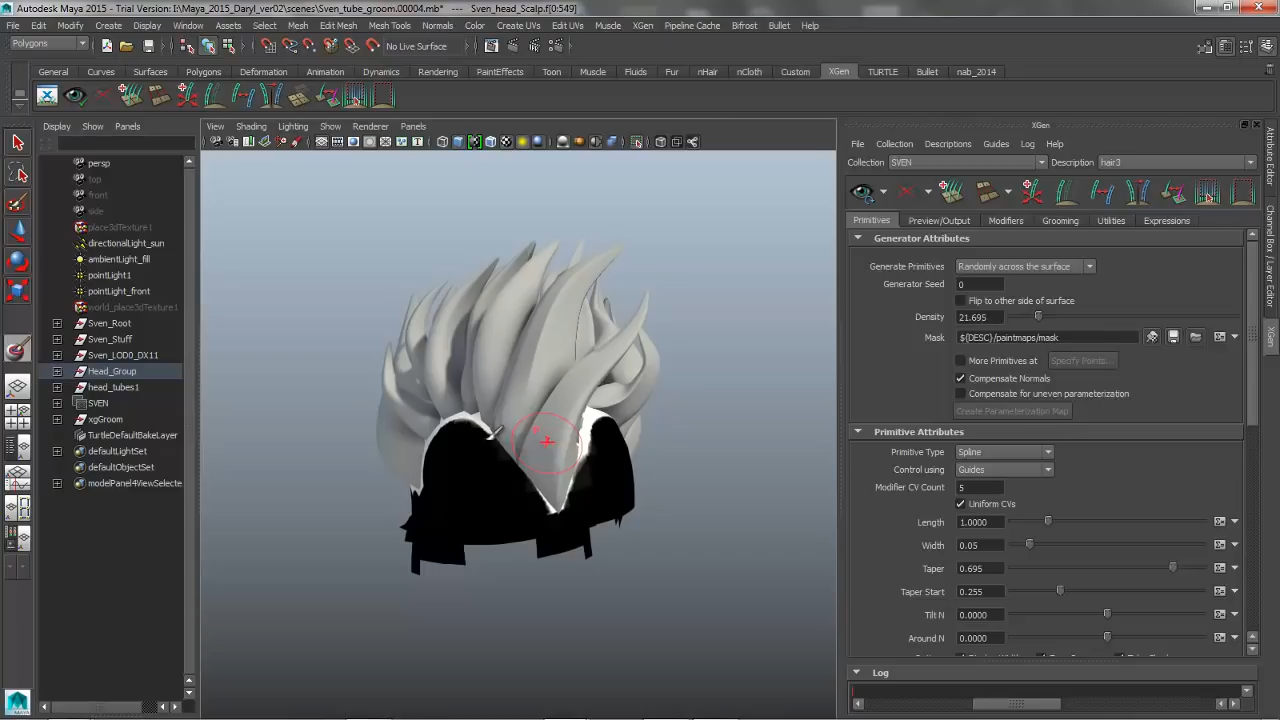 Autodesk Maya 2015 - Trial Version: I:\Maya_2015_Daryl_ver02\scenes\Sven_tube_groom.00004.mb* --- Sven_head_Scalp.f[0:549]
File Edit Modify Create Display Window Assets Select Mesh Edit Mesh Mesh Tools Normals Color Create UVs Edit UVs Muscle XGen Pipeline Cache Bifrost Bullet Help
Polygons No Live Surface
General Curves Surfaces Polygons Deformation Animation Dynamics Rendering PaintEffects Toon Muscle Fluids Fur nHair nCloth Custom XGen TURTLE Bullet nab_2014
Display Show Panels
View Shading Lighting Show Renderer Panels
persp
top
front
side
place3dTexture1
directionalLight_sun
ambientLight_fill
pointLight1
pointLight_front
world_place3dTexture1
Sven_Root
Sven_Stuff
Sven_LOD0_DX11
Head_Group
head_tubes1
SVEN
xgGroom
TurtleDefaultBakeLayer
defaultLightSet
defaultObjectSet
modelPanel4ViewSelecte
XGen
File Collection Descriptions Guides Log Help
Collection SVEN Description hair3
Primitives Preview/Output Modifiers Grooming Utilities Expressions
Generator Attributes
Generate Primitives Randomly across the surface
Generator Seed 0
Flip to other side of surface
Density 21.695
Mask ${DESC}/paintmaps/mask
More Primitives at Specify Points...
Compensate Normals
Compensate for uneven parameterization
Create Parameterization Map
Primitive Attributes
Primitive Type Spline
Control using Guides
Modifier CV Count 5
Uniform CVs
Length 1.0000
Width 0.05
Taper 0.695
Taper Start 0.255
Tilt N 0.0000
Around N 0.0000
Log
Attribute Editor
Channel Box / Layer Editor
XGen